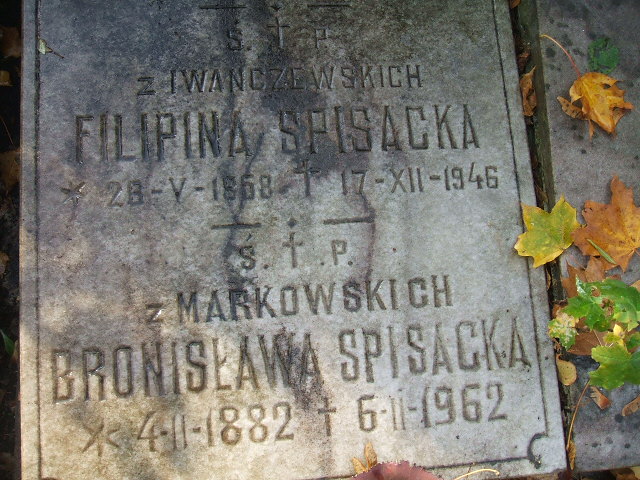 Ś. † P.
z IWANCZEWSKICH
FILIPINA SPISACKA
* 28-V-1868 † 17-XII-1946
Ś. † P.
z MARKOWSKICH
BRONISŁAWA SPISACKA
* 4-II-1882 † 6-II-1962